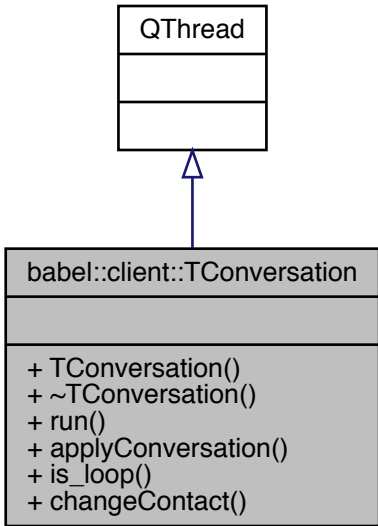 QThread
babel::client::TConversation
+ TConversation()
+ ~TConversation()
+ run()
+ applyConversation()
+ is_loop()
+ changeContact()